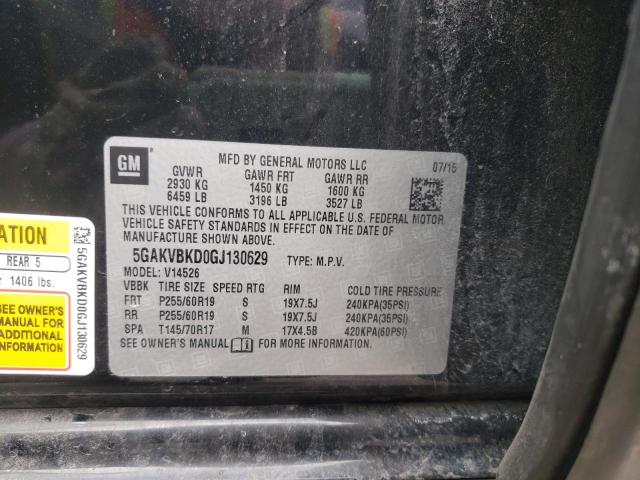 GM
MFD BY GENERAL MOTORS LLC
07/15
GVWR GAWR FRT GAWR RR
2930 KG 1450 KG 1600 KG
6459 LB 3196 LB 3527 LB
THIS VEHICLE CONFORMS TO ALL APPLICABLE U.S. FEDERAL MOTOR
VEHICLE SAFETY STANDARDS IN EFFECT ON THE DATE OF
MANUFACTURE SHOWN ABOVE.
5GAKVBKD0GJ130629 TYPE: M.P.V.
MODEL: V14526
VBBK TIRE SIZE SPEED RTG RIM COLD TIRE PRESSURE
FRT P255/60R19 S 19X7.5J 240KPA(35PSI)
RR P255/60R19 S 19X7.5J 240KPA(35PSI)
SPA T145/70R17 M 17X4.5B 420KPA(60PSI)
SEE OWNER'S MANUAL FOR MORE INFORMATION.
ATION
REAR 5
1406 lbs.
SEE OWNER'S
MANUAL FOR
ADDITIONAL
INFORMATION
5GAKVBKD0GJ130629